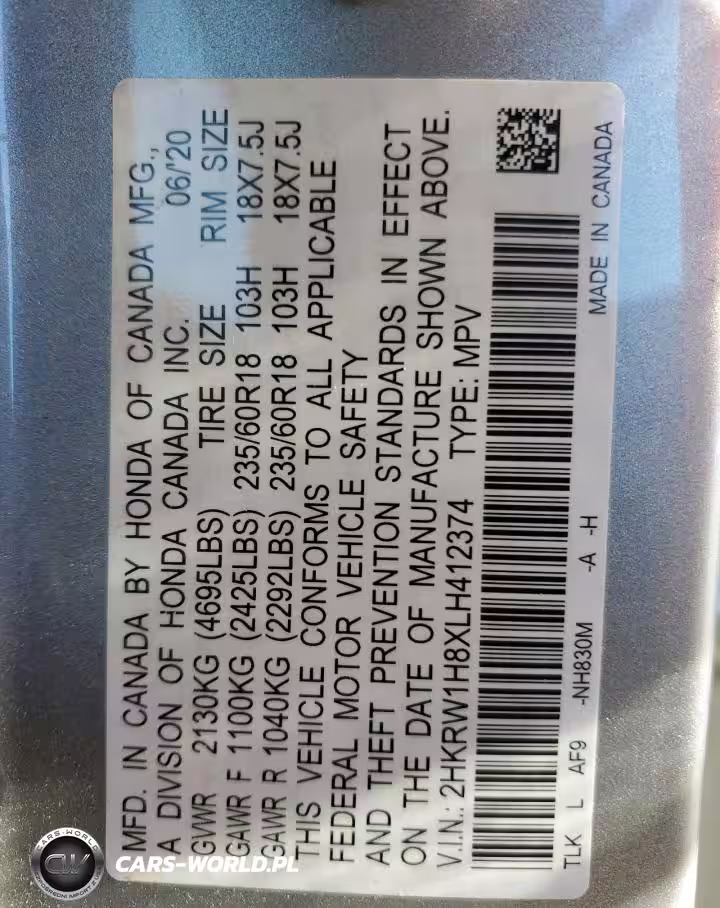 MFD. IN CANADA BY HONDA OF CANADA MFG.,
A DIVISION OF HONDA CANADA INC. 06/'20
GVWR 2130KG (4695LBS) TIRE SIZE RIM SIZE
GAWR F 1100KG (2425LBS) 235/60R18 103H 18X7.5J
GAWR R 1040KG (2292LBS) 235/60R18 103H 18X7.5J
THIS VEHICLE CONFORMS TO ALL APPLICABLE
FEDERAL MOTOR VEHICLE SAFETY
AND THEFT PREVENTION STANDARDS IN EFFECT
ON THE DATE OF MANUFACTURE SHOWN ABOVE.
V.I.N.: 2HKRW1H8XLH412374 TYPE: MPV
TLK L AF9 -NH830M -A -H
MADE IN CANADA
CARS-WORLD
CW
CARS-WORLD.PL